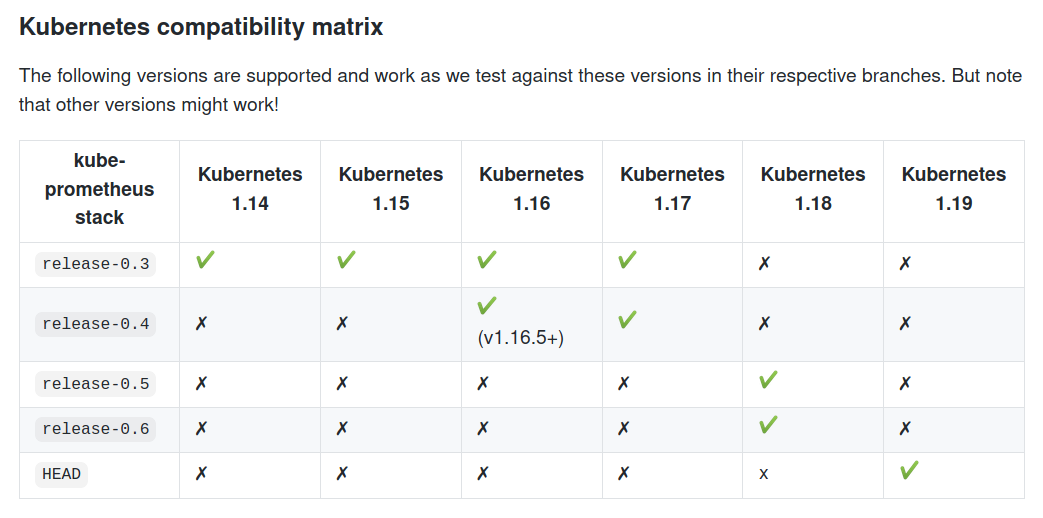 Kubernetes compatibility matrix
The following versions are supported and work as we test against these versions in their respective branches. But note
that other versions might work!
kube-
prometheus
stack
Kubernetes
1.14
Kubernetes
1.15
Kubernetes
1.16
Kubernetes
1.17
Kubernetes
1.18
Kubernetes
1.19
release-0.3 ✔ ✔ ✔ ✔ ✗ ✗
release-0.4 ✗ ✗ ✔ ✔ ✗ ✗
(v1.16.5+)
release-0.5 ✗ ✗ ✗ ✗ ✔ ✗
release-0.6 ✗ ✗ ✗ ✗ ✔ ✗
HEAD ✗ ✗ ✗ ✗ x ✔